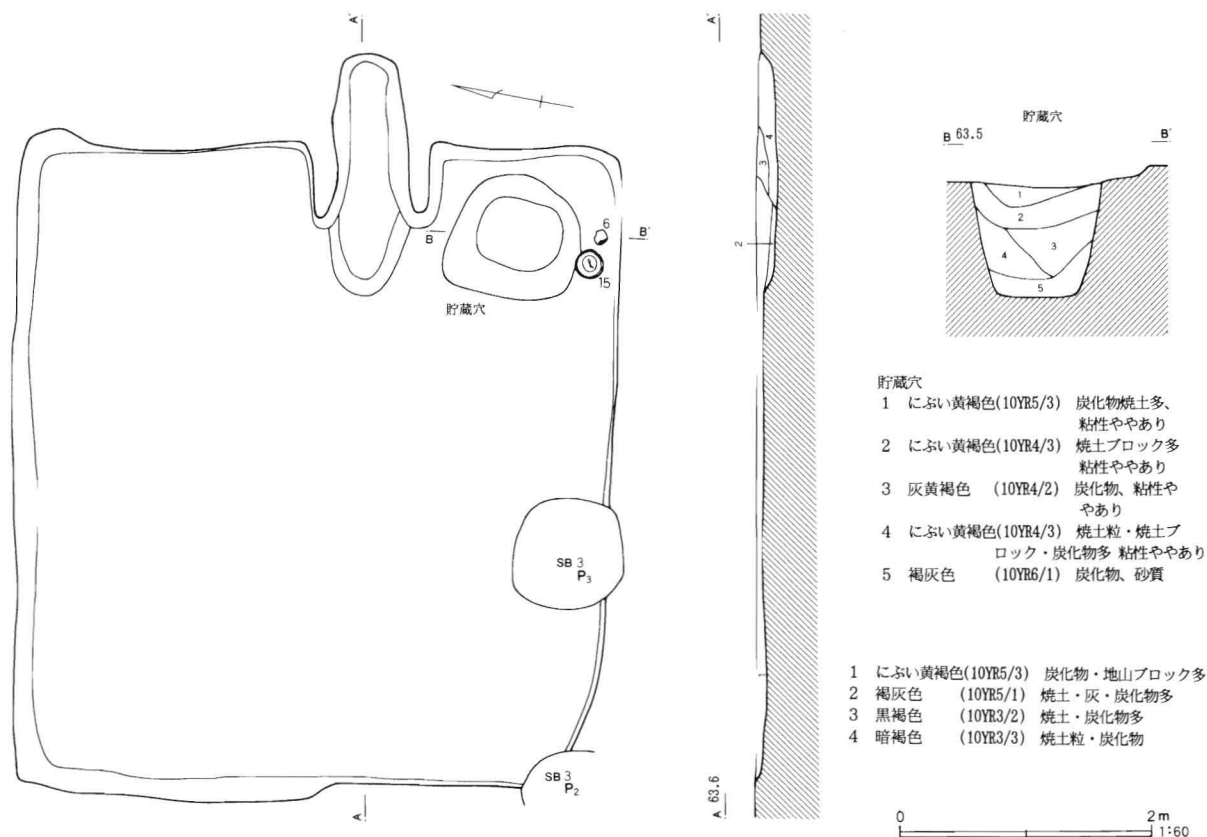 A'
6
B
B'
15
貯蔵穴
SB 3
P3
SB 3
P2
A
A'
4
3
2
A 63.6
貯蔵穴
B 63.5
B'
1
2
3
4
5
貯蔵穴
1 にぶい黄褐色(10YR5/3) 炭化物焼土多、
粘性ややあり
2 にぶい黄褐色(10YR4/3) 焼土ブロック多
粘性ややあり
3 灰黄褐色 (10YR4/2) 炭化物、粘性や
やあり
4 にぶい黄褐色(10YR4/3) 焼土粒・焼土ブ
ロック・炭化物多 粘性ややあり
5 褐灰色 (10YR6/1) 炭化物、砂質
1 にぶい黄褐色(10YR5/3) 炭化物・地山ブロック多
2 褐灰色 (10YR5/1) 焼土・灰・炭化物多
3 黒褐色 (10YR3/2) 焼土・炭化物多
4 暗褐色 (10YR3/3) 焼土粒・炭化物
0 2m
1:60